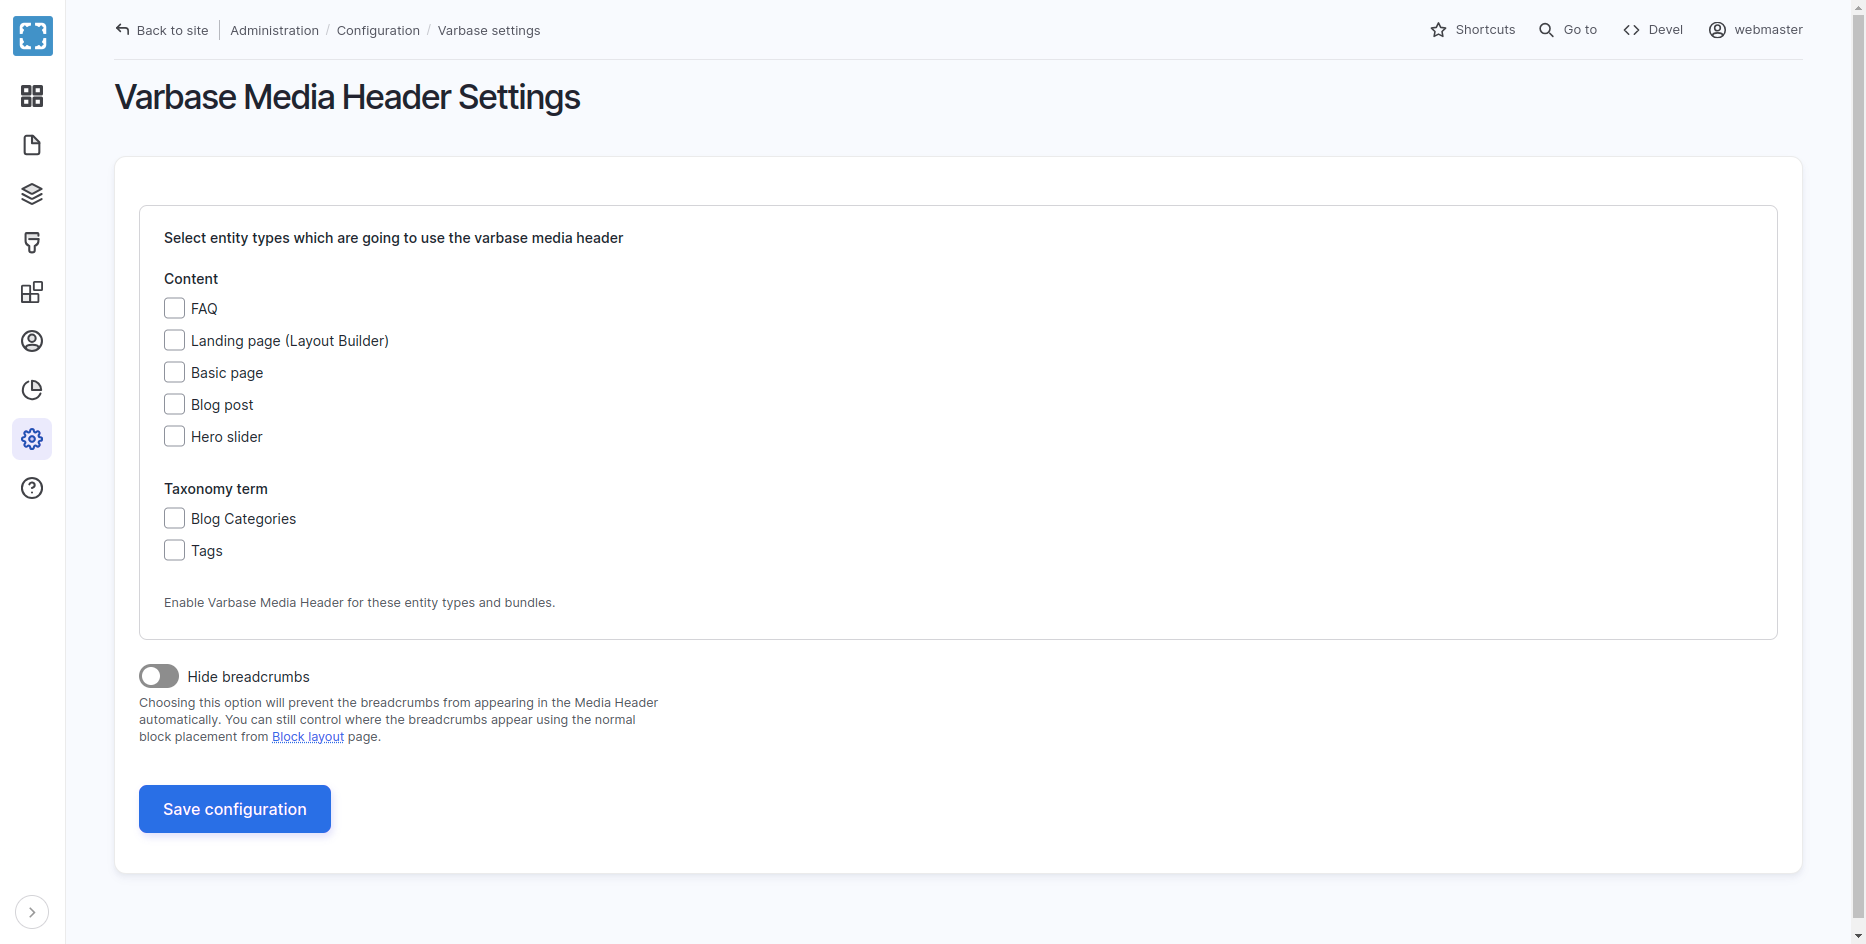 Back to site
Administration / Configuration / Varbase settings
Shortcuts
Go to
Devel
webmaster
Varbase Media Header Settings
Select entity types which are going to use the varbase media header
Content
FAQ
Landing page (Layout Builder)
Basic page
Blog post
Hero slider
Taxonomy term
Blog Categories
Tags
Enable Varbase Media Header for these entity types and bundles.
Hide breadcrumbs
Choosing this option will prevent the breadcrumbs from appearing in the Media Header
automatically. You can still control where the breadcrumbs appear using the normal
block placement from Block layout page.
Save configuration